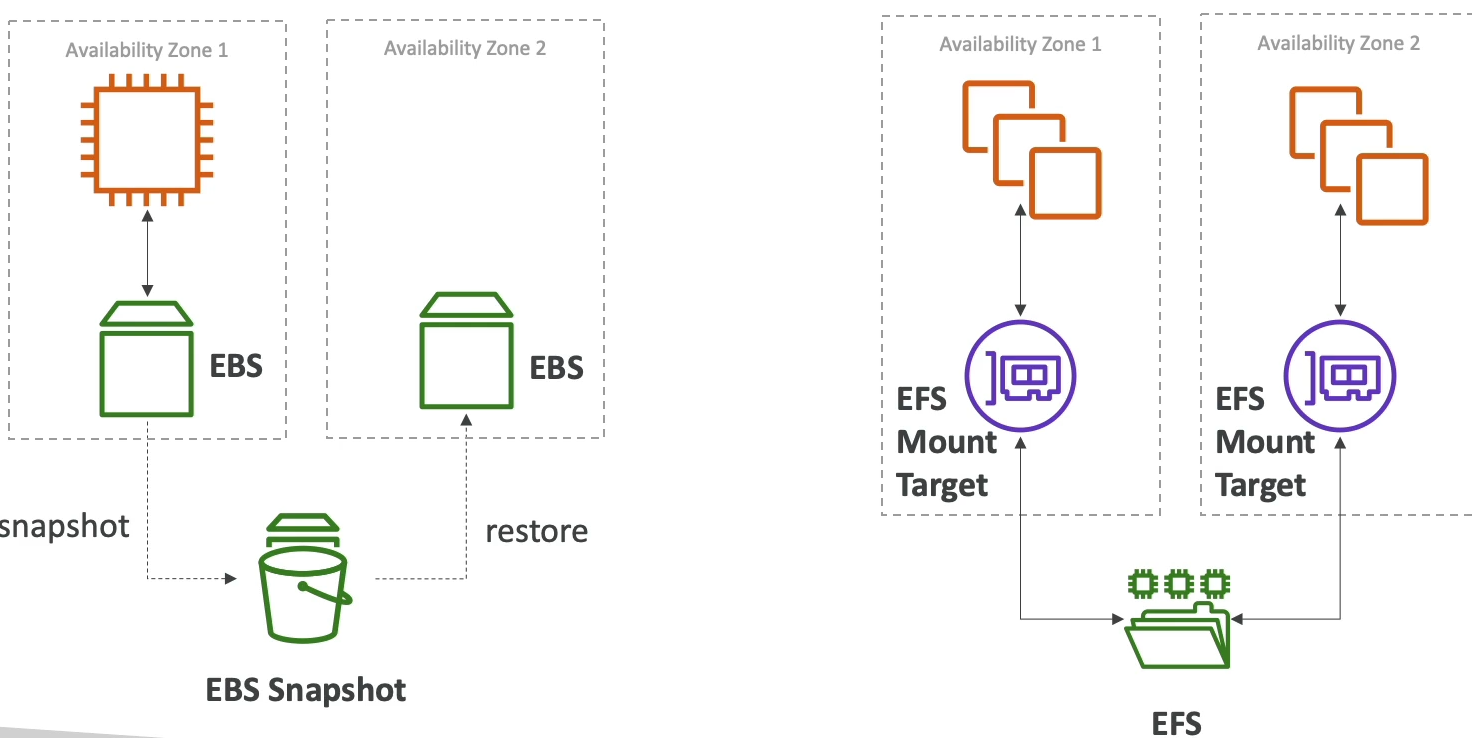 Availability Zone 1
Availability Zone 2
EBS
EBS
snapshot
restore
EBS Snapshot
Availability Zone 1
Availability Zone 2
EFS
Mount
Target
EFS
Mount
Target
EFS